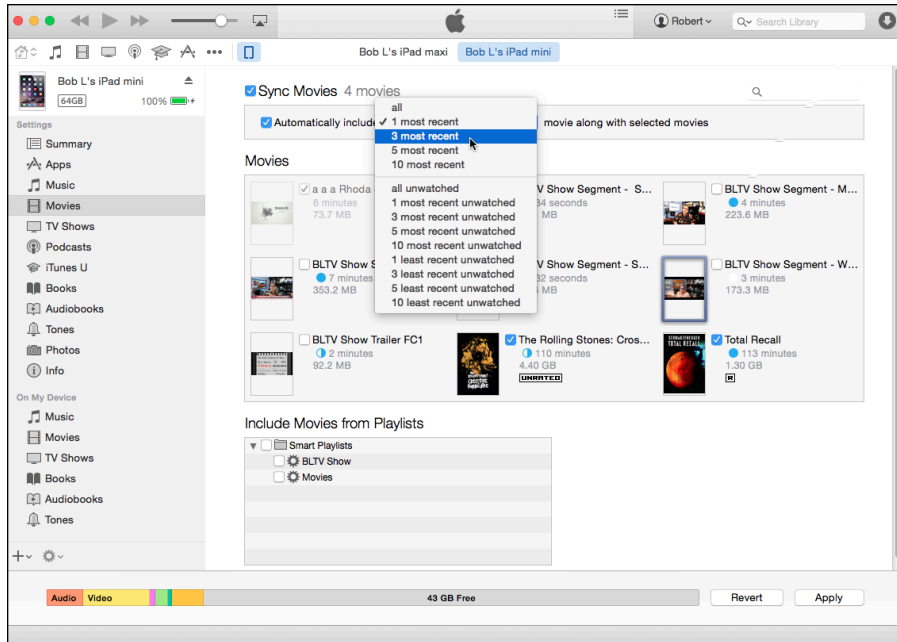 Robert
Search Library
Bob L's iPad maxi
Bob L's iPad mini
Bob L's iPad mini
64GB
100%
Settings
Summary
Apps
Music
Movies
TV Shows
Podcasts
iTunes U
Books
Audiobooks
Tones
Photos
Info
On My Device
Music
Movies
TV Shows
Books
Audiobooks
Tones
Sync Movies 4 movies
Automatically include
movie along with selected movies
all
✓ 1 most recent
3 most recent
5 most recent
10 most recent
all unwatched
1 most recent unwatched
3 most recent unwatched
5 most recent unwatched
10 most recent unwatched
1 least recent unwatched
3 least recent unwatched
5 least recent unwatched
10 least recent unwatched
Movies
a a a Rhoda
6 minutes
73.7 MB
V Show Segment - S...
34 seconds
MB
BLTV Show Segment - M...
4 minutes
223.6 MB
BLTV Show S
7 minutes
353.2 MB
V Show Segment - S...
32 seconds
MB
BLTV Show Segment - W...
3 minutes
173.3 MB
BLTV Show Trailer FC1
2 minutes
92.2 MB
The Rolling Stones: Cros...
110 minutes
4.40 GB
UNRATED
TOTAL RECALL
Total Recall
113 minutes
1.30 GB
R
Include Movies from Playlists
Smart Playlists
BLTV Show
Movies
Audio
Video
43 GB Free
Revert
Apply